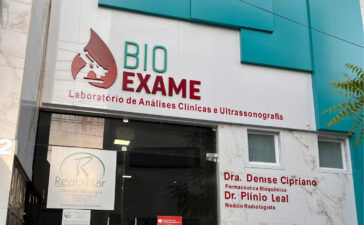 BIO
EXAME
Laboratório de Análises Clínicas e Ultrassonografia
Reabilitar
Dra. Denise Cipriano
Farmacêutica Bioquímica
Dr. Plínio Leal
Médico Radiologista